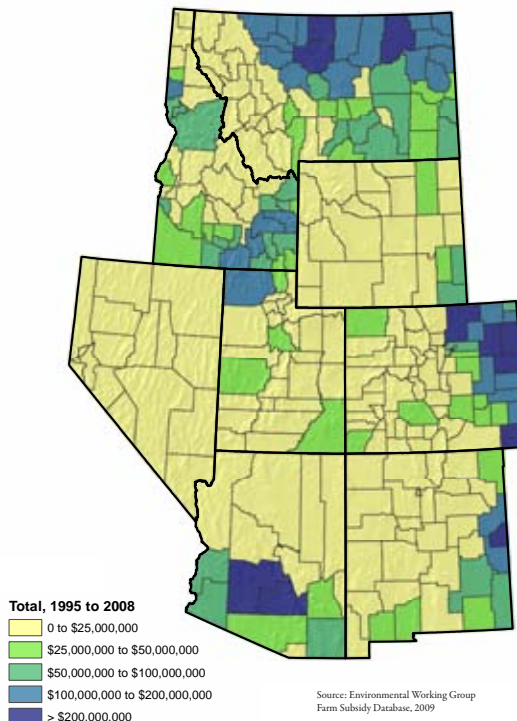 Total, 1995 to 2008
0 to $25,000,000
$25,000,000 to $50,000,000
$50,000,000 to $100,000,000
$100,000,000 to $200,000,000
> $200,000,000
Source: Environmental Working Group
Farm Subsidy Database, 2009